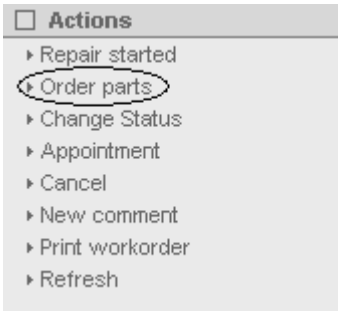 Actions
Repair started
Order parts
Change Status
Appointment
Cancel
New comment
Print workorder
Refresh